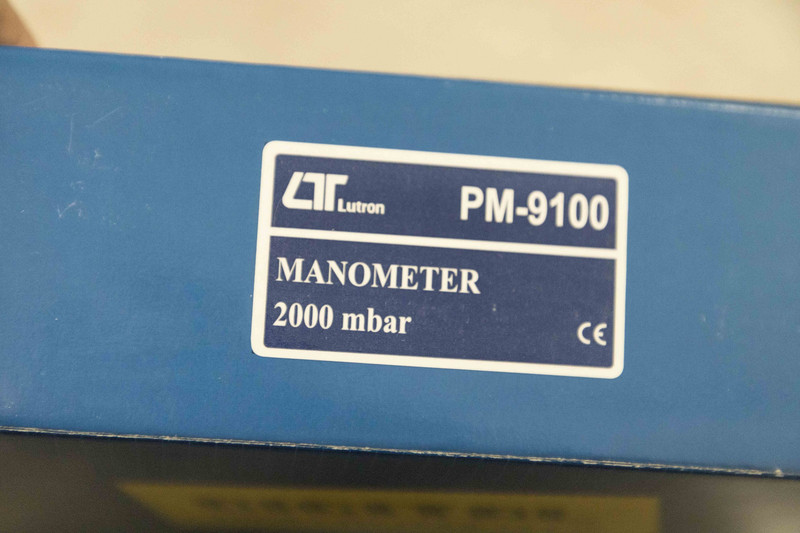 LT Lutron PM-9100
MANOMETER
2000 mbar
CE